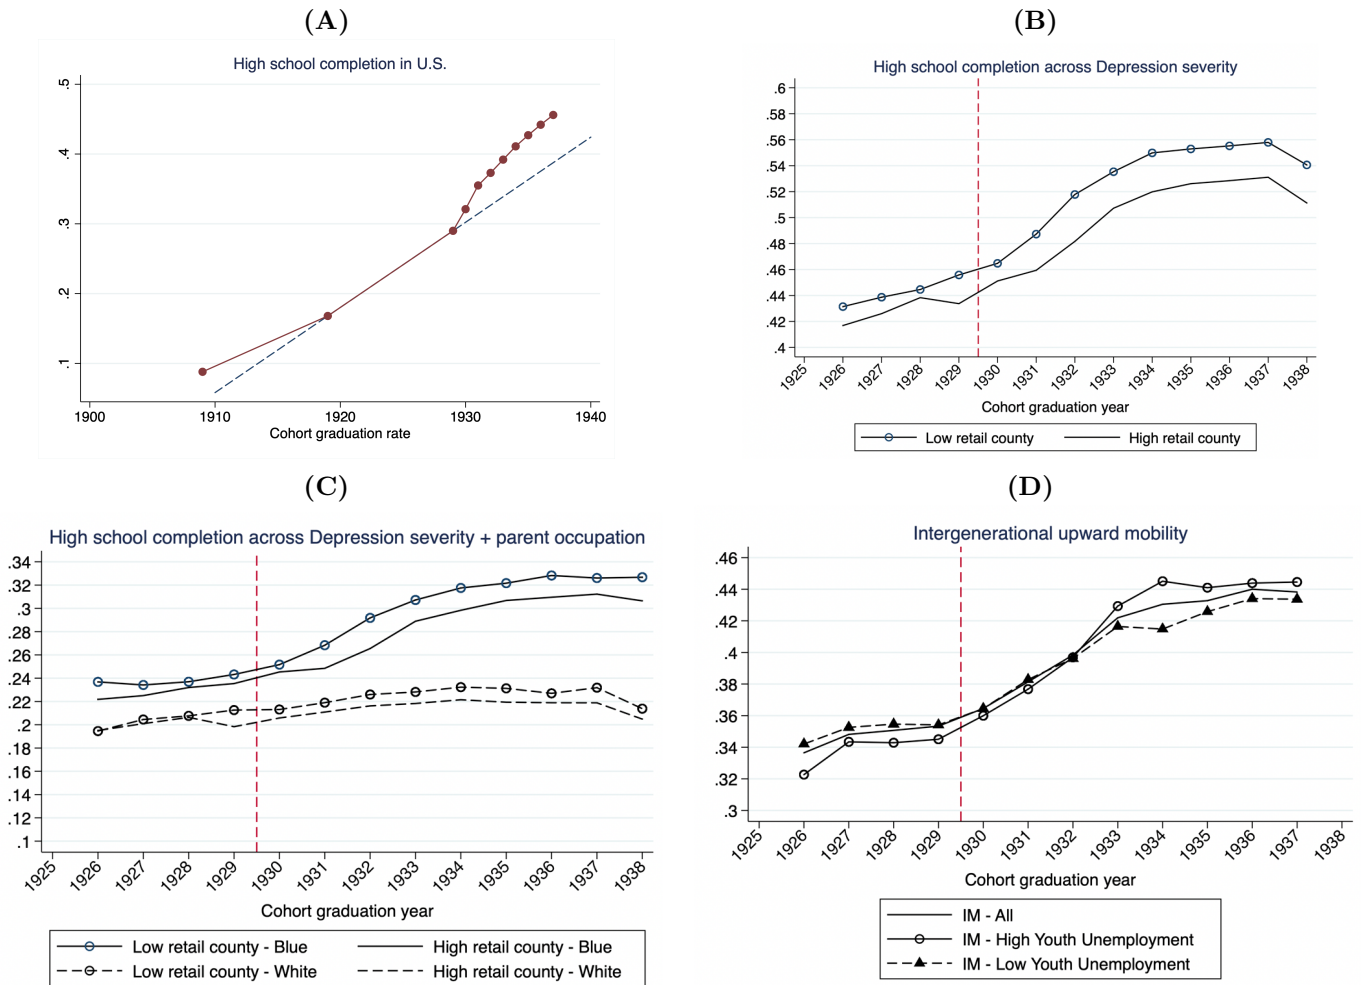 (A)
High school completion in U.S.
.5
.4
.3
.2
.1
1900 1910 1920 1930 1940
Cohort graduation rate
(B)
High school completion across Depression severity
.6
.58
.56
.54
.52
.5
.48
.46
.44
.42
.4
1925 1926 1927 1928 1929 1930 1931 1932 1933 1934 1935 1936 1937 1938
Cohort graduation year
Low retail county High retail county
(C)
High school completion across Depression severity + parent occupation
.34
.32
.3
.28
.26
.24
.22
.2
.18
.16
.14
.12
.1
1925 1926 1927 1928 1929 1930 1931 1932 1933 1934 1935 1936 1937 1938
Cohort graduation year
Low retail county - Blue High retail county - Blue
Low retail county - White High retail county - White
(D)
Intergenerational upward mobility
.46
.44
.42
.4
.38
.36
.34
.32
.3
1925 1926 1927 1928 1929 1930 1931 1932 1933 1934 1935 1936 1937 1938
Cohort graduation year
IM - All
IM - High Youth Unemployment
IM - Low Youth Unemployment